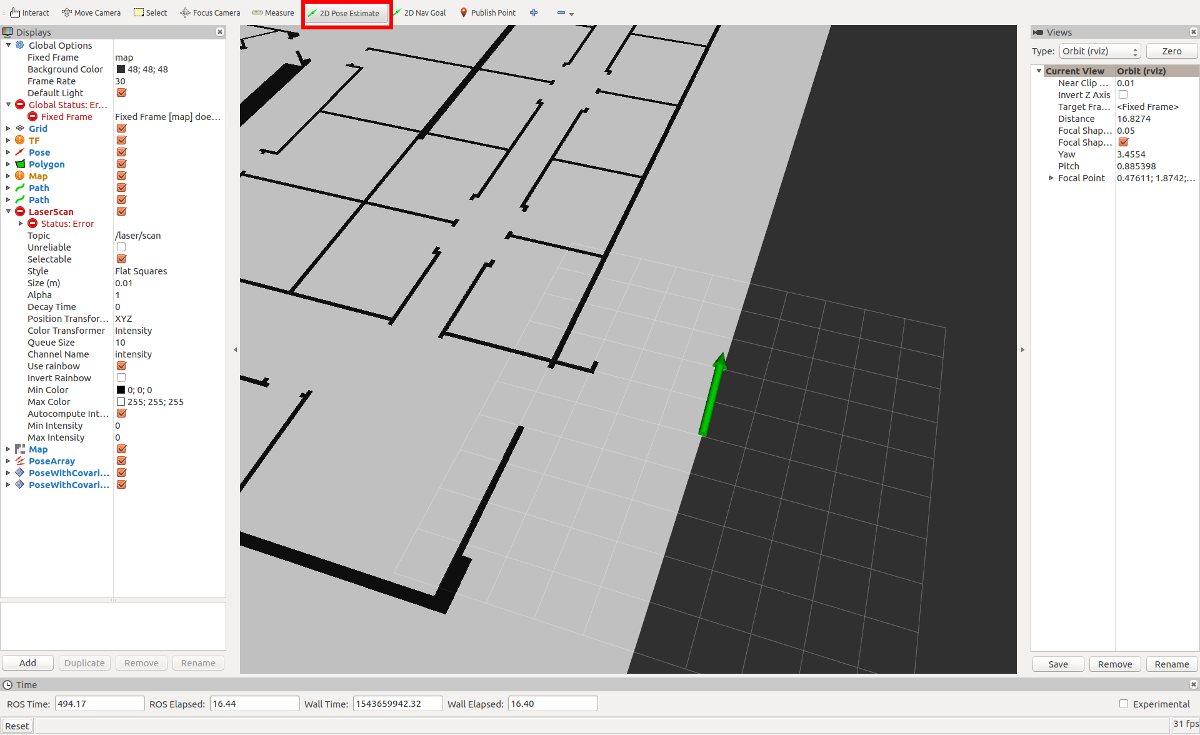 Interact Move Camera Select Focus Camera Measure 2D Pose Estimate 2D Nav Goal Publish Point
Displays
Global Options
Fixed Frame map
Background Color 48; 48; 48
Frame Rate 30
Default Light
Global Status: Err...
Fixed Frame Fixed Frame [map] doe...
Grid
TF
Pose
Polygon
Map
Path
Path
LaserScan
Status: Error
Topic /laser/scan
Unreliable
Selectable
Style Flat Squares
Size (m) 0.01
Alpha 1
Decay Time 0
Position Transfor... XYZ
Color Transformer Intensity
Queue Size 10
Channel Name intensity
Use rainbow
Invert Rainbow
Min Color 0; 0; 0
Max Color 255; 255; 255
Autocompute Int...
Min Intensity 0
Max Intensity 0
Map
PoseArray
PoseWithCovari...
PoseWithCovari...
Add Duplicate Remove Rename
Views
Type: Orbit (rviz) Zero
Current View Orbit (rviz)
Near Clip ... 0.01
Invert Z Axis
Target Fra... <Fixed Frame>
Distance 16.8274
Focal Shap... 0.05
Focal Shap...
Yaw 3.4554
Pitch 0.885398
Focal Point 0.47611; 1.8742;...
Save Remove Rename
Time
ROS Time: 494.17 ROS Elapsed: 16.44 Wall Time: 1543659942.32 Wall Elapsed: 16.40 Experimental
Reset 31 fps